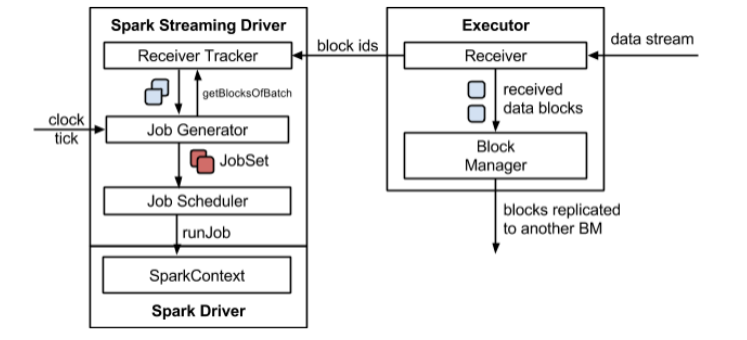 Spark Streaming Driver
Receiver Tracker
getBlocksOfBatch
clock
tick
Job Generator
JobSet
Job Scheduler
runJob
SparkContext
Spark Driver
block ids
Executor
Receiver
data stream
received
data blocks
Block
Manager
blocks replicated
to another BM